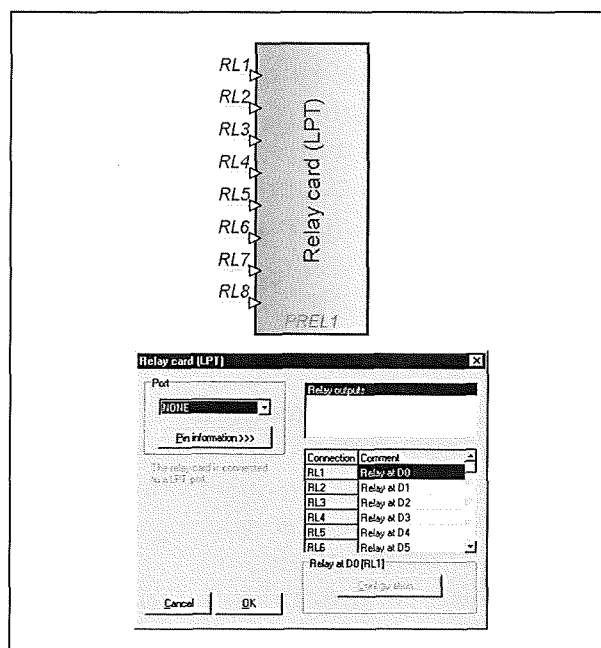 RL1
RL2
RL3
RL4
RL5
RL6
RL7
RL8
Relay card (LPT)
PREL1
Relay card (LPT)
Port
NONE
Pin information >>>
The relay card is connected
to a LPT port.
Relay outputs
Connection Comment
RL1 Relay at D0
RL2 Relay at D1
RL3 Relay at D2
RL4 Relay at D3
RL5 Relay at D4
RL6 Relay at D5
Relay at D0 [RL1]
Configuration
Cancel OK